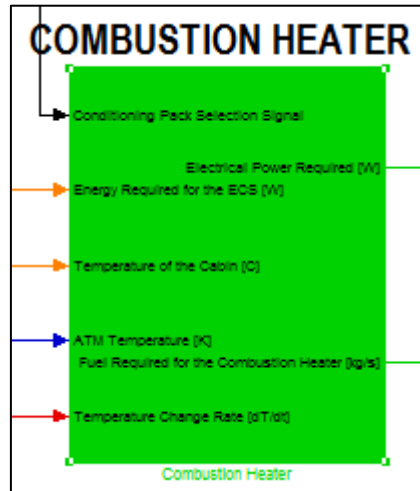 COMBUSTION HEATER
Conditioning Pack Selection Signal
Electrical Power Required [W]
Energy Required for the ECS [W]
Temperature of the Cabin [C]
ATM Temperature [K]
Fuel Required for the Combustion Heater [kg/s]
Temperature Change Rate [dT/dt]
Combustion Heater